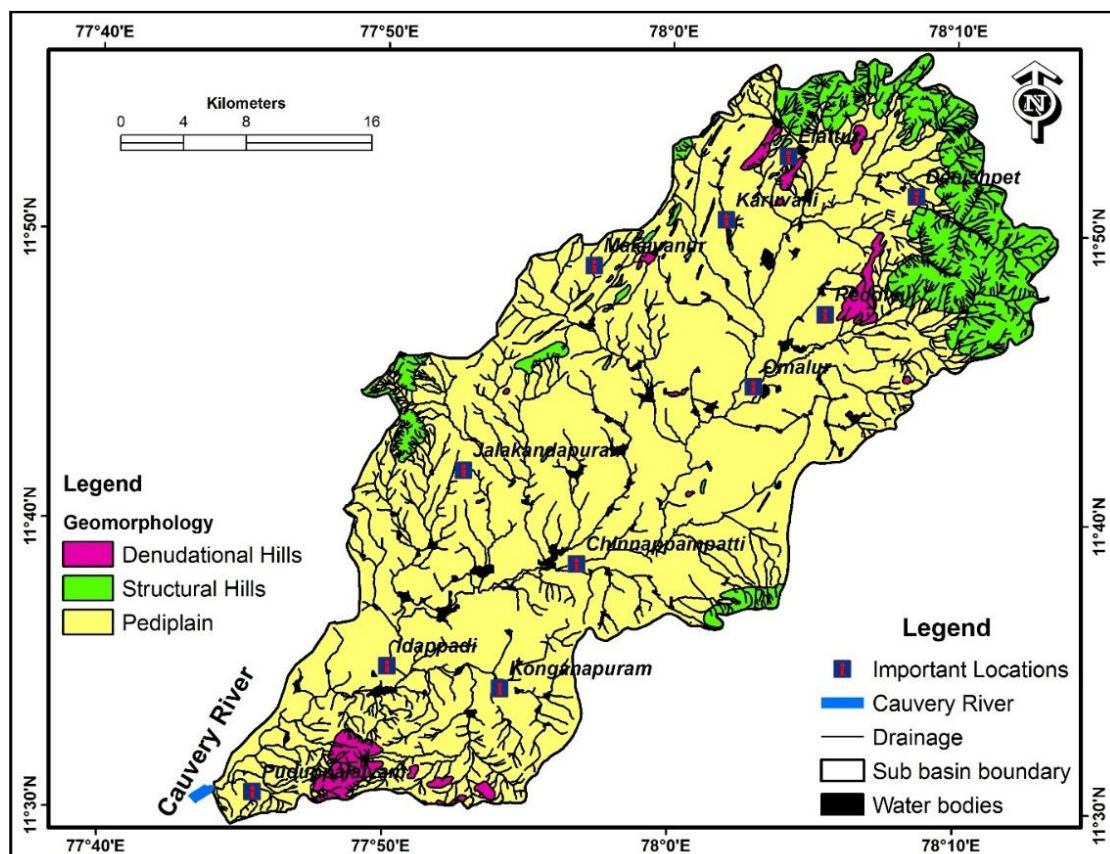 77°40'E
77°50'E
78°0'E
78°10'E
Kilometers
0 4 8 16
N
Elattur
Denishpet
Karuvalli
11°50'N
11°50'N
Reddiyur
Omalur
Jalakandapuram
Legend
Geomorphology
Denudational Hills
Structural Hills
Pediplain
11°40'N
11°40'N
Chinnappampatti
Idappadi
Konganapuram
Cauvery River
Legend
Important Locations
Cauvery River
Drainage
Sub basin boundary
Water bodies
11°30'N
11°30'N
77°40'E
77°50'E
78°0'E
78°10'E